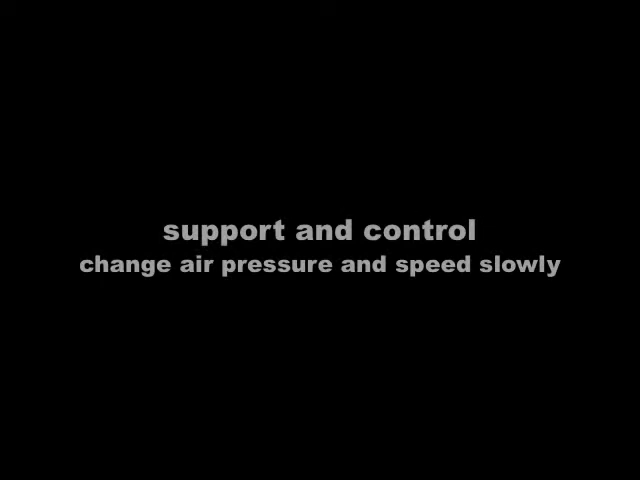 support and control
change air pressure and speed slowly